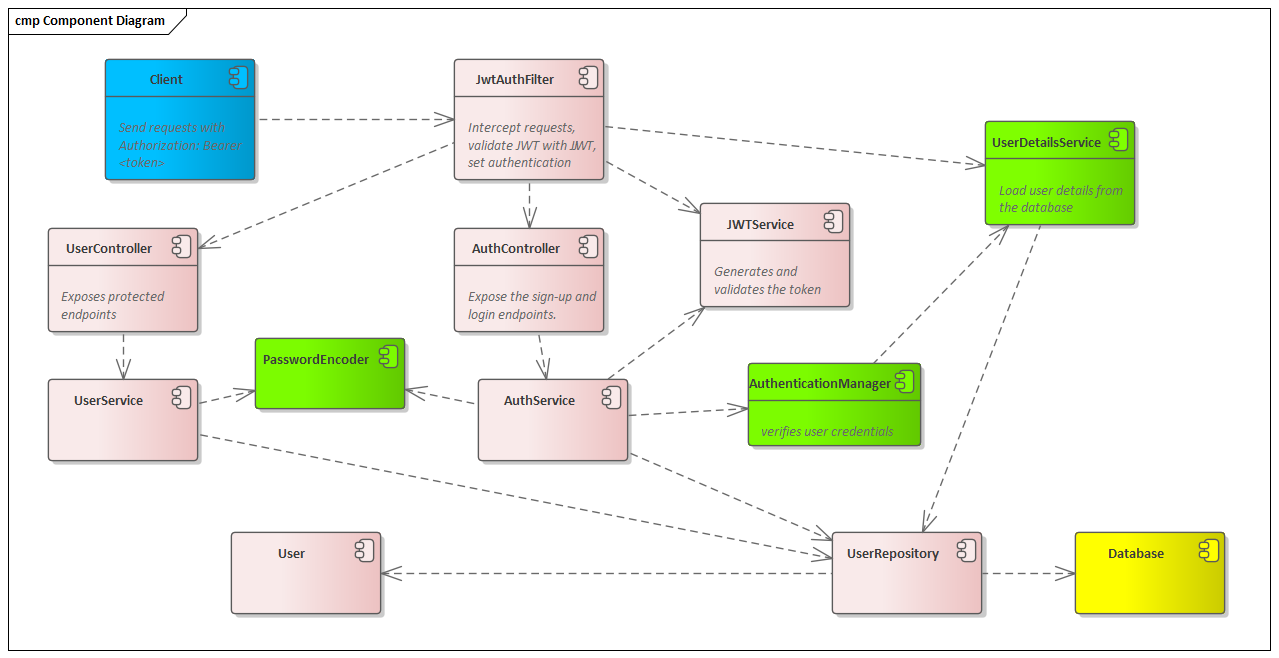 cmp Component Diagram
Client
Send requests with
Authorization: Bearer
<token>
JwtAuthFilter
Intercept requests,
validate JWT with JWT,
set authentication
UserDetailsService
Load user details from
the database
UserController
Exposes protected
endpoints
AuthController
Expose the sign-up and
login endpoints.
JWTService
Generates and
validates the token
PasswordEncoder
AuthenticationManager
verifies user credentials
UserService
AuthService
User
UserRepository
Database